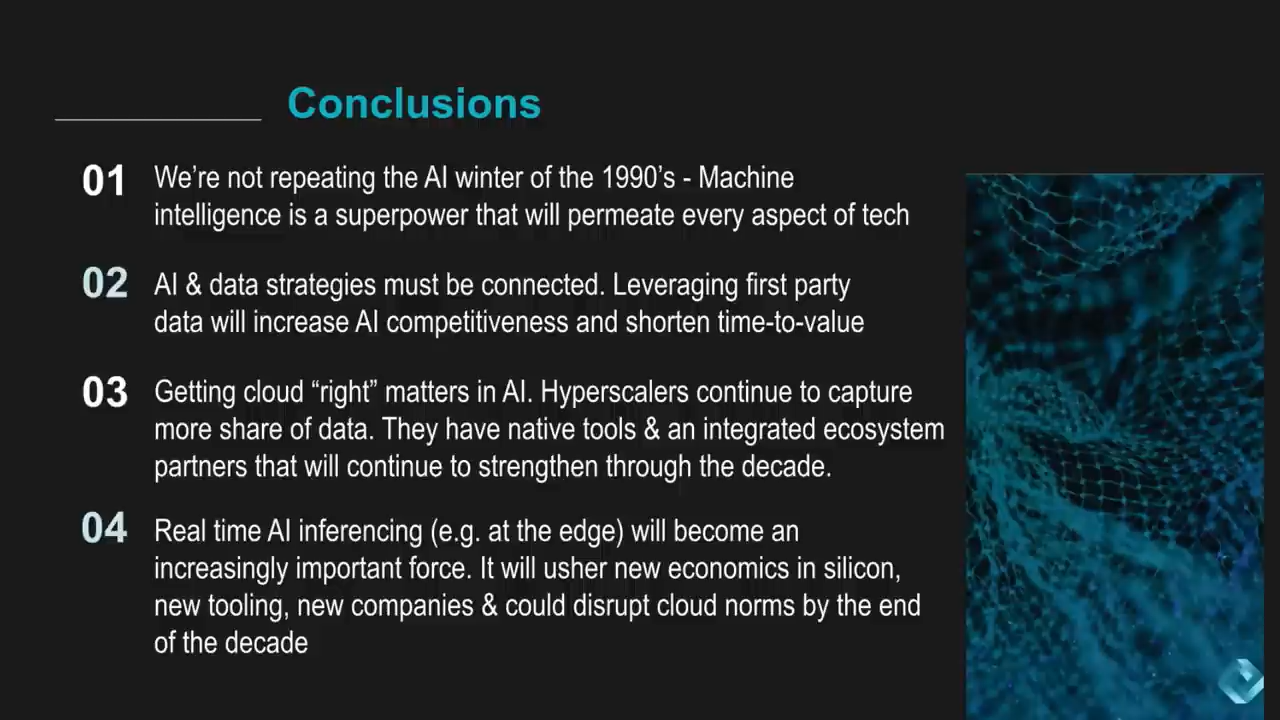 Conclusions
01
We’re not repeating the AI winter of the 1990’s - Machine
intelligence is a superpower that will permeate every aspect of tech
02
AI & data strategies must be connected. Leveraging first party
data will increase AI competitiveness and shorten time-to-value
03
Getting cloud “right” matters in AI. Hyperscalers continue to capture
more share of data. They have native tools & an integrated ecosystem
partners that will continue to strengthen through the decade.
04
Real time AI inferencing (e.g. at the edge) will become an
increasingly important force. It will usher new economics in silicon,
new tooling, new companies & could disrupt cloud norms by the end
of the decade